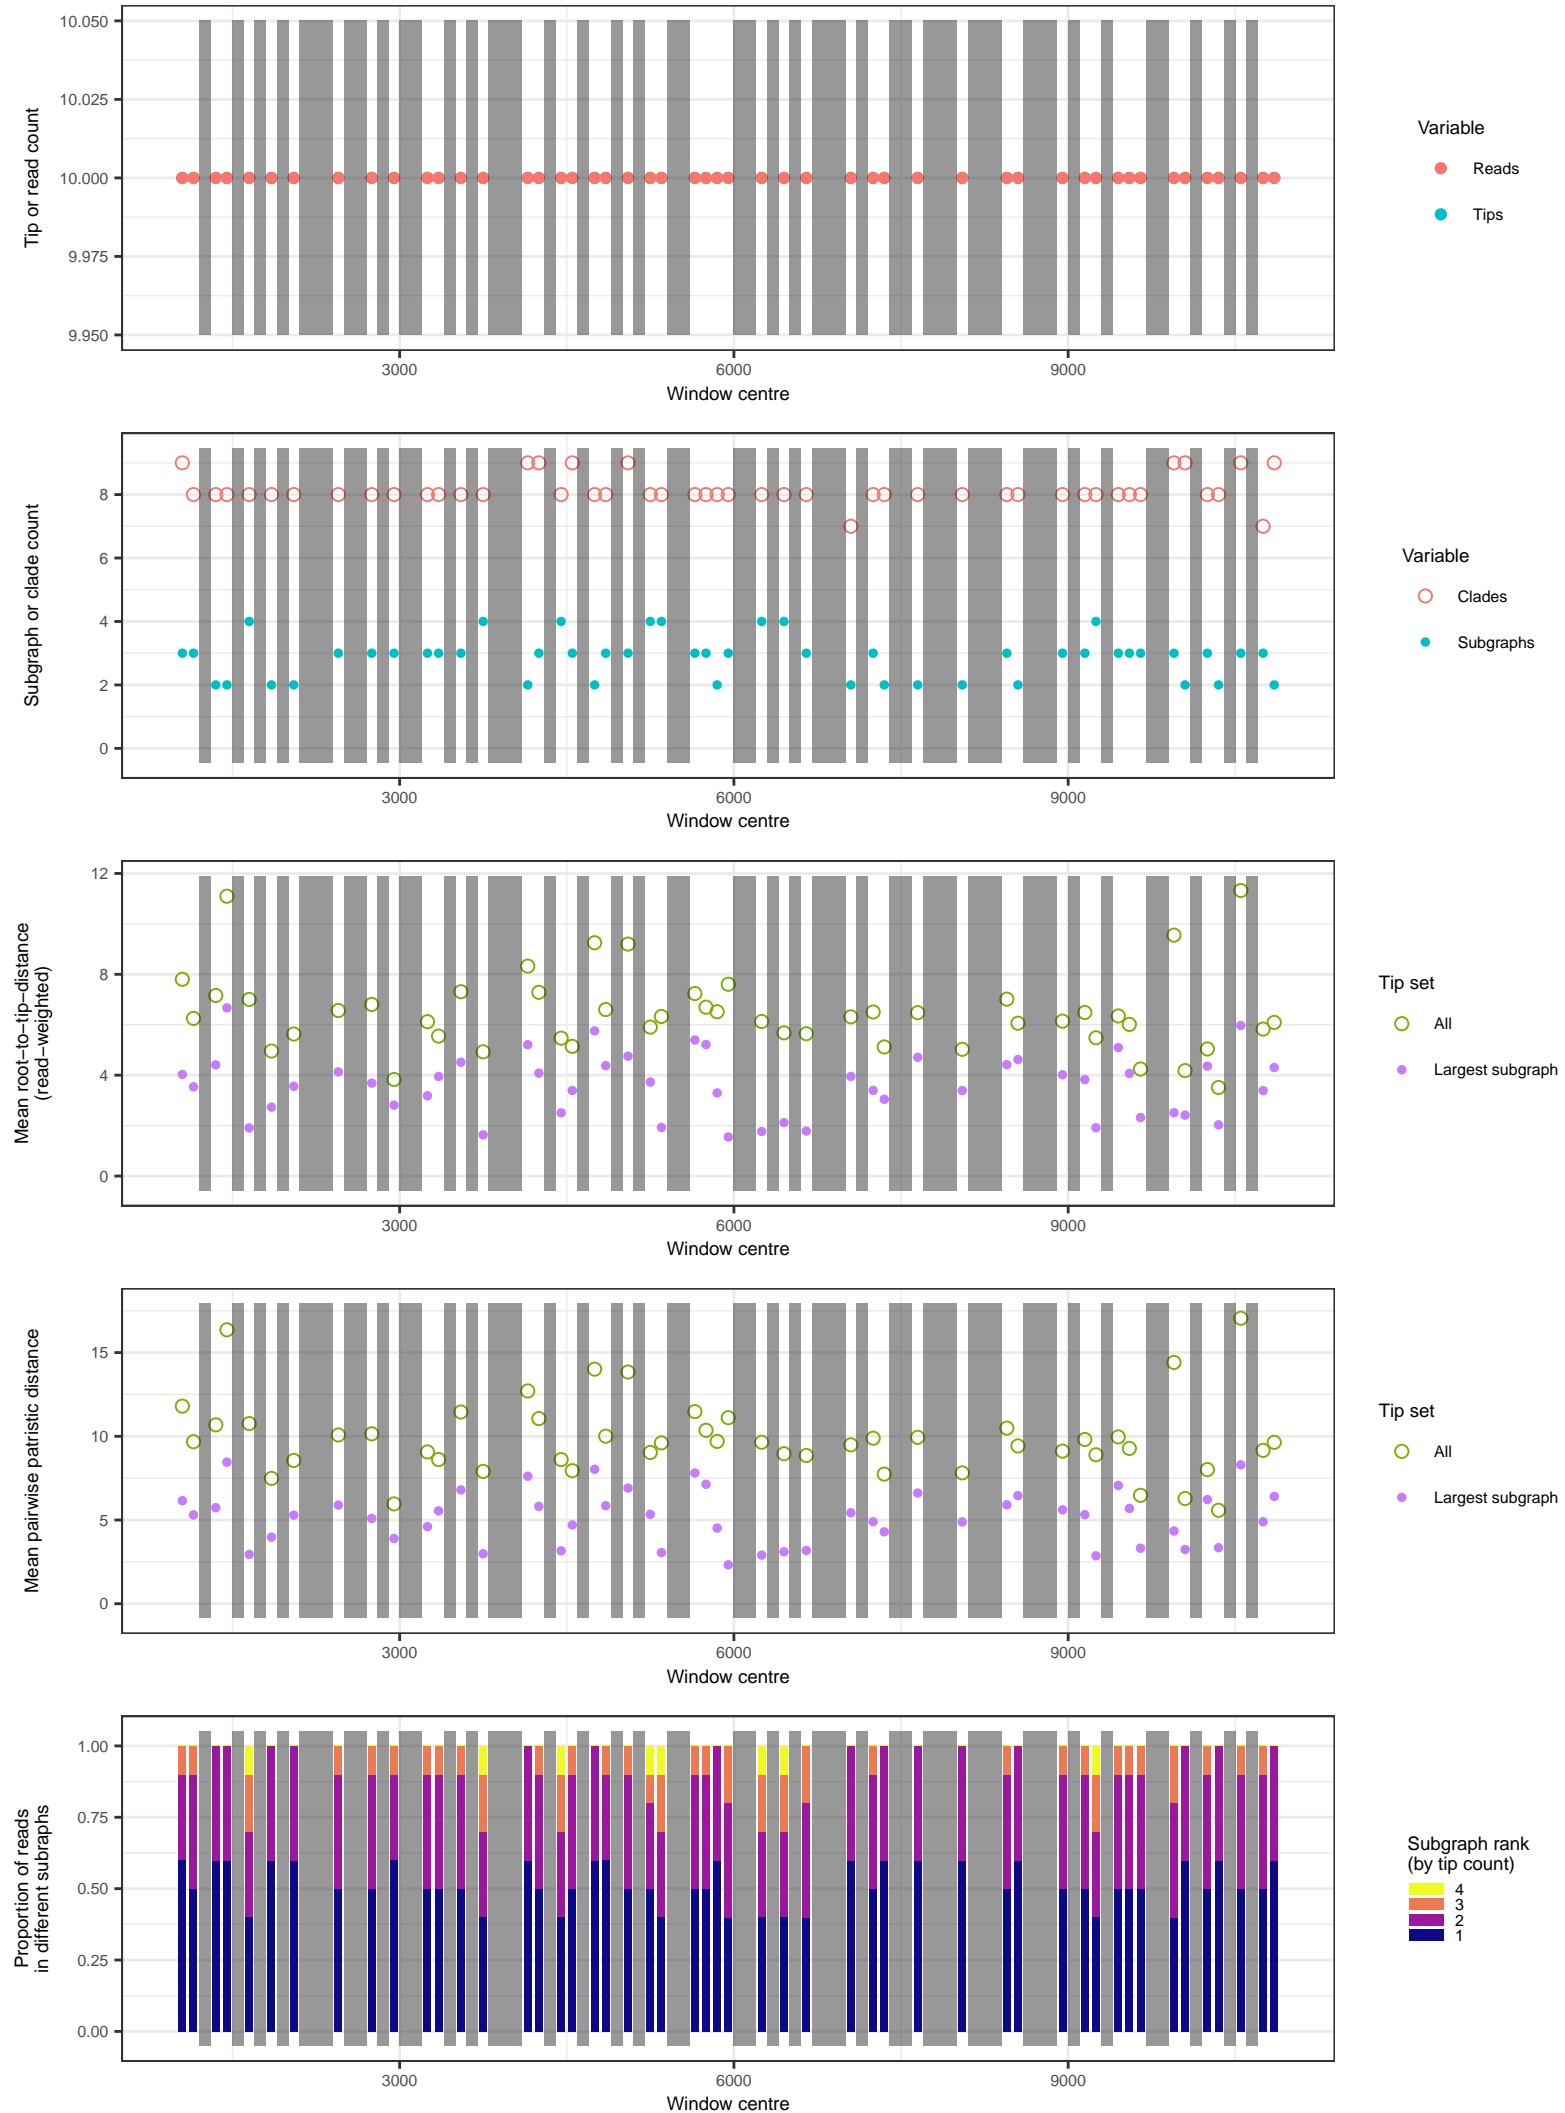 10.050
10.025
10.000
9.975
9.950
Tip or read count
3000
6000
9000
Window centre
Variable
Reads
Tips
8
6
4
2
0
Subgraph or clade count
3000
6000
9000
Window centre
Variable
Clades
Subgraphs
12
8
4
0
Mean root−to−tip−distance
(read−weighted)
3000
6000
9000
Window centre
Tip set
All
Largest subgraph
15
10
5
0
Mean pairwise patristic distance
3000
6000
9000
Window centre
Tip set
All
Largest subgraph
1.00
0.75
0.50
0.25
0.00
Proportion of reads
in different subraphs
3000
6000
9000
Window centre
Subgraph rank
(by tip count)
4
3
2
1